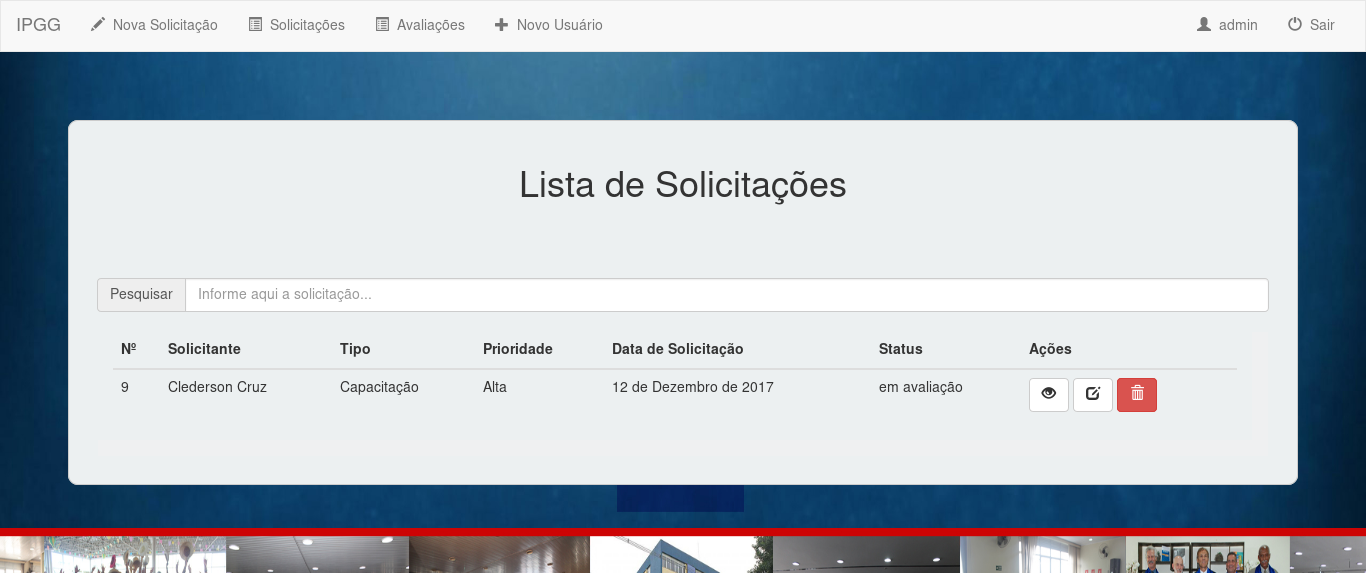 IPGG Nova Solicitação Solicitações Avaliações Novo Usuário admin Sair
Lista de Solicitações
Pesquisar Informe aqui a solicitação...
Nº Solicitante Tipo Prioridade Data de Solicitação Status Ações
9 Clederson Cruz Capacitação Alta 12 de Dezembro de 2017 em avaliação